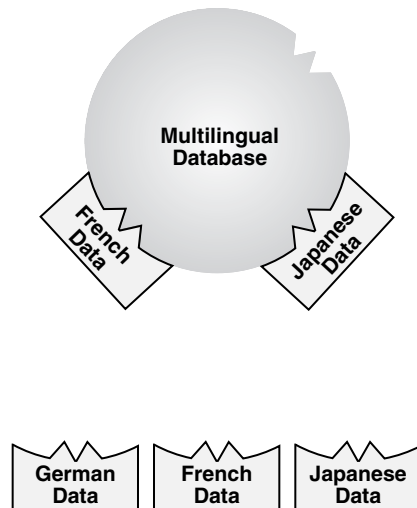 Multilingual
Database
French
Data
Japanese
Data
German
Data
French
Data
Japanese
Data